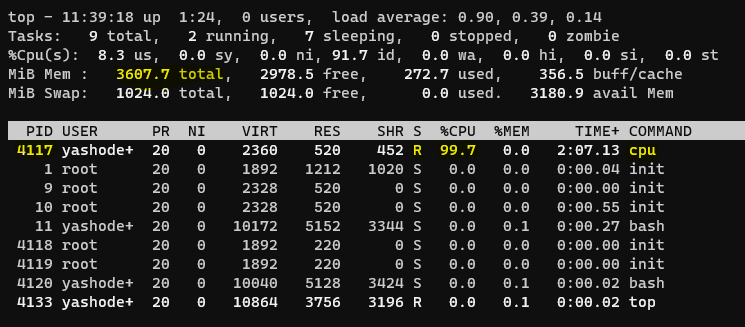 top - 11:39:18 up  1:24,  0 users,  load average: 0.90, 0.39, 0.14
Tasks:   9 total,   2 running,   7 sleeping,   0 stopped,   0 zombie
%Cpu(s):  8.3 us,  0.0 sy,  0.0 ni, 91.7 id,  0.0 wa,  0.0 hi,  0.0 si,  0.0 st
MiB Mem :   3607.7 total,   2978.5 free,    272.7 used,    356.5 buff/cache
MiB Swap:   1024.0 total,   1024.0 free,      0.0 used.   3180.9 avail Mem
PID USER      PR  NI    VIRT    RES    SHR S  %CPU  %MEM     TIME+ COMMAND
4117 yashode+  20   0    2360    520    452 R  99.7   0.0   2:07.13 cpu
1 root      20   0    1892   1212   1020 S   0.0   0.0   0:00.04 init
9 root      20   0    2328    520      0 S   0.0   0.0   0:00.00 init
10 root      20   0    2328    520      0 S   0.0   0.0   0:00.55 init
11 yashode+  20   0   10172   5152   3344 S   0.0   0.1   0:00.27 bash
4118 root      20   0    1892    220      0 S   0.0   0.0   0:00.00 init
4119 root      20   0    1892    220      0 S   0.0   0.0   0:00.00 init
4120 yashode+  20   0   10040   5128   3424 S   0.0   0.1   0:00.02 bash
4133 yashode+  20   0   10864   3756   3196 R   0.0   0.1   0:00.02 top